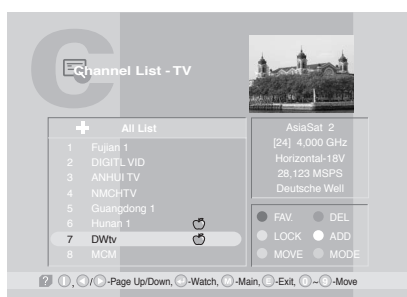 Channel List - TV
All List
1 Fujian 1
2 DIGITL VID
3 ANHUI TV
4 NMCHTV
5 Guangdong 1
6 Hunan 1
7 DWtv
8
AsiaSat 2
[24] 4,000 GHz
Horizontal-18V
28,123 MSPS
Deutsche Well
FAV. DEL
LOCK ADD
MOVE MODE
-Page Up/Down, -Watch, M-Main, E-Exit, 0~9-Move